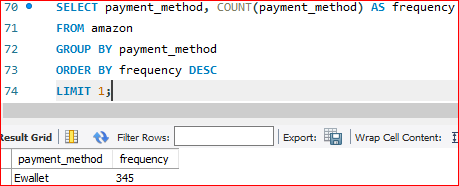 70 SELECT payment_method, COUNT(payment_method) AS frequency
71 FROM amazon
72 GROUP BY payment_method
73 ORDER BY frequency DESC
74 LIMIT 1;
Result Grid Filter Rows: Export: Wrap Cell Content:
payment_method frequency
Ewallet 345